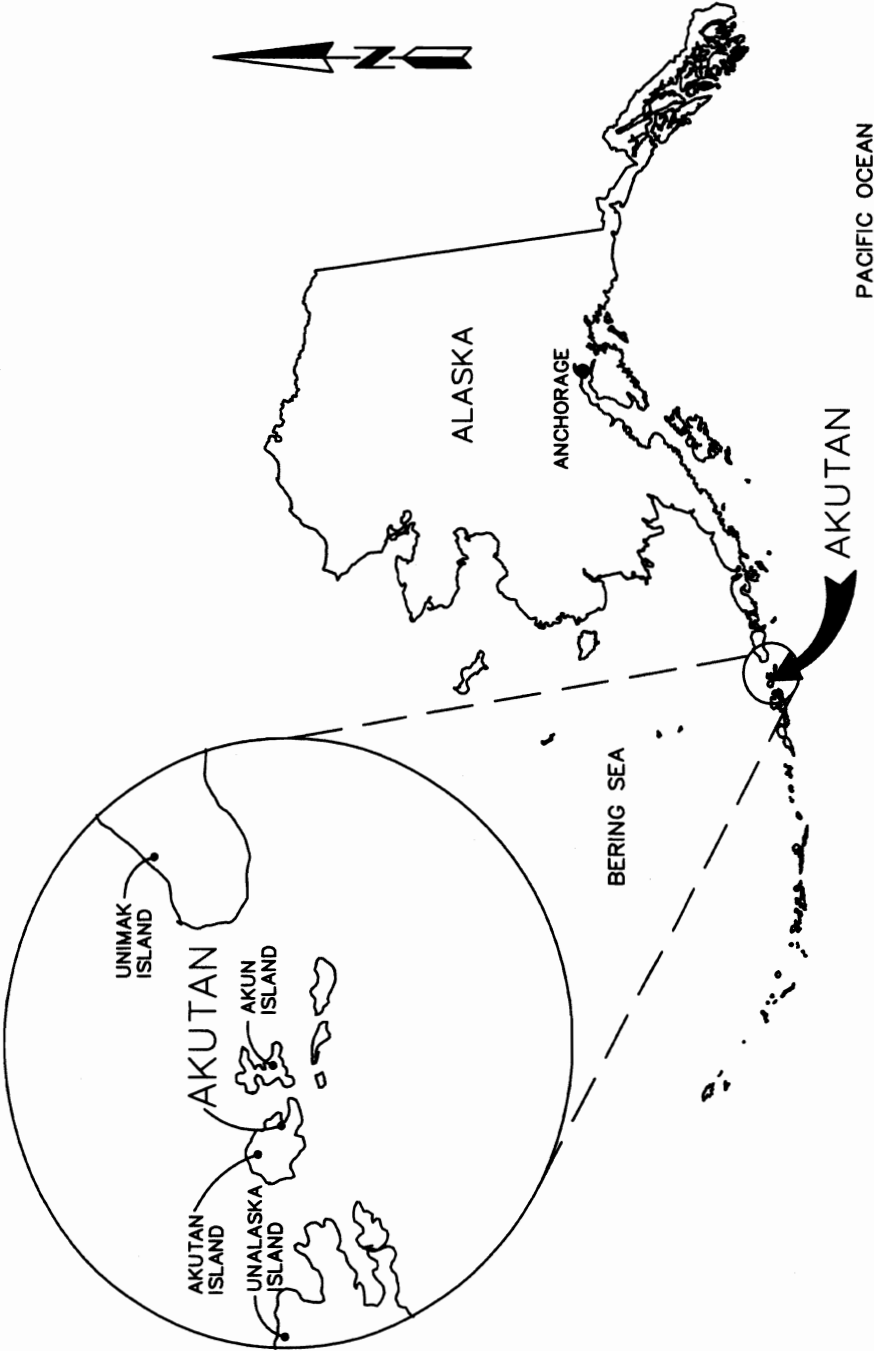 UNIMAK
ISLAND
AKUTAN
AKUN
ISLAND
AKUTAN
ISLAND
UNALASKA
ISLAND
N
ALASKA
ANCHORAGE
BERING SEA
AKUTAN
PACIFIC OCEAN